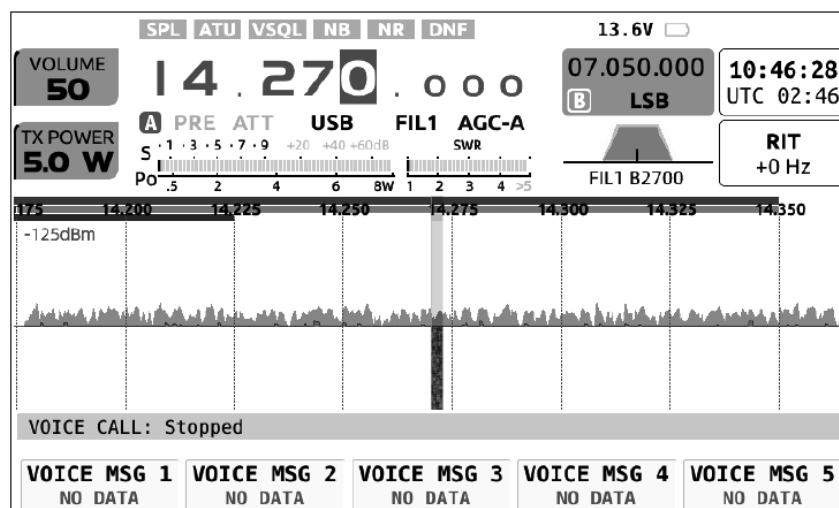 SPL ATU VSQL NB NR DNF 13.6V
VOLUME
50
14.270.000
07.050.000
B LSB
10:46:28
UTC 02:46
TX POWER
5.0 W
A PRE ATT USB FIL1 AGC-A
S ·1 ·3 ·5 ·7 ·9 +20 +40 +60dB SWR
Po .5 2 4 6 8W 1 2 3 4 >5
FIL1 B2700
RIT
+0 Hz
175 14.200 14.225 14.250 14.275 14.300 14.325 14.350
-125dBm
VOICE CALL: Stopped
VOICE MSG 1 VOICE MSG 2 VOICE MSG 3 VOICE MSG 4 VOICE MSG 5
NO DATA NO DATA NO DATA NO DATA NO DATA